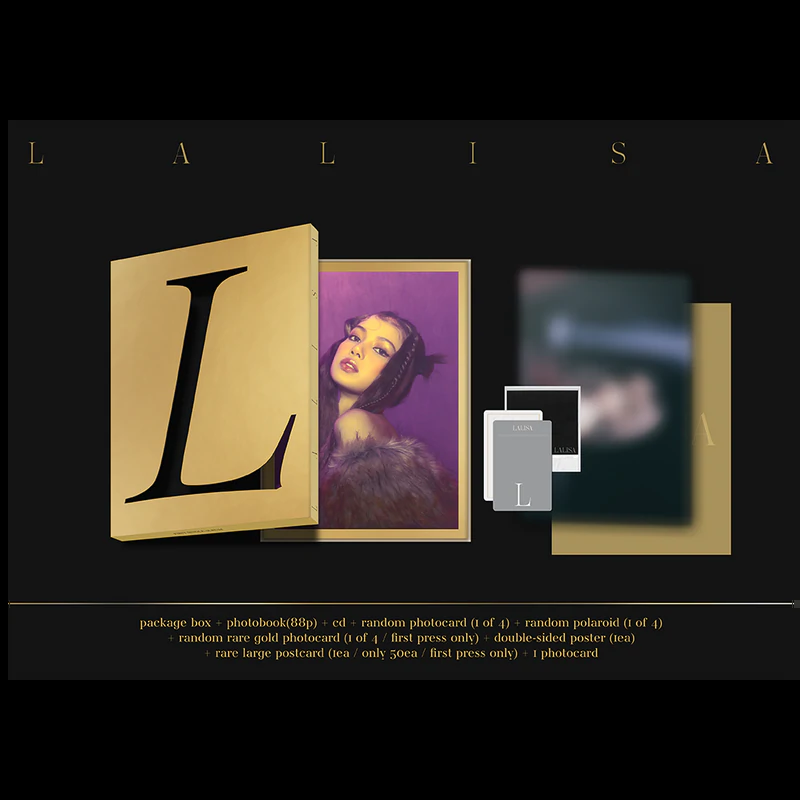 L A L I S A
L
LALISA
LALISA
L
A
package box + photobook(88p) + cd + random photocard (1 of 4) + random polaroid (1 of 4)
+ random rare gold photocard (1 of 4 / first press only) + double-sided poster (1ea)
+ rare large postcard (1ea / only 50ea / first press only) + 1 photocard